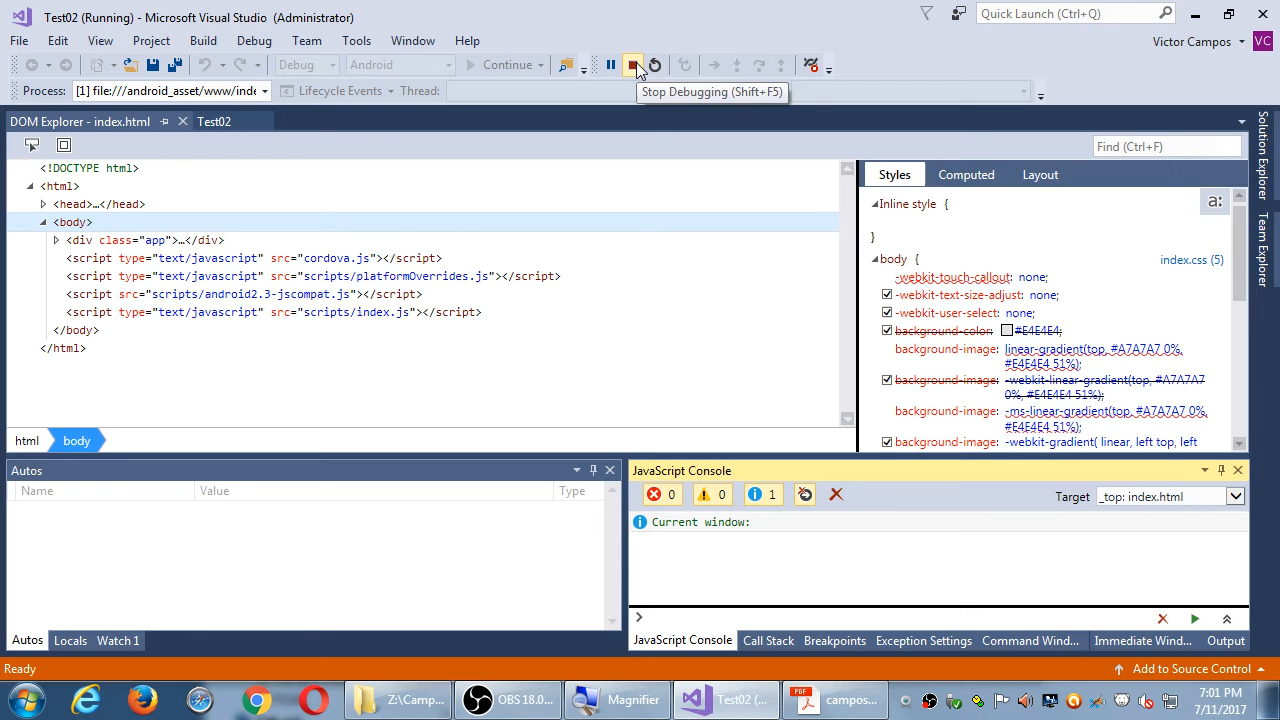 Test02 (Running) - Microsoft Visual Studio (Administrator)
Quick Launch (Ctrl+Q)
File Edit View Project Build Debug Team Tools Window Help
Victor Campos VC
Debug Android Continue
Stop Debugging (Shift+F5)
Process: [1] file:///android_asset/www/inde Lifecycle Events Thread:
DOM Explorer - index.html Test02
Find (Ctrl+F)
<!DOCTYPE html>
<html>
<head>…</head>
<body>
<div class="app">…</div>
<script type="text/javascript" src="cordova.js"></script>
<script type="text/javascript" src="scripts/platformOverrides.js"></script>
<script src="scripts/android2.3-jscompat.js"></script>
<script type="text/javascript" src="scripts/index.js"></script>
</body>
</html>
html body
Styles Computed Layout
Inline style {
a:
}
body { index.css (5)
-webkit-touch-callout: none;
-webkit-text-size-adjust: none;
-webkit-user-select: none;
background-color: #E4E4E4;
background-image: linear-gradient(top, #A7A7A7 0%,
#E4E4E4 51%);
background-image: -webkit-linear-gradient(top, #A7A7A7
0%, #E4E4E4 51%);
background-image: -ms-linear-gradient(top, #A7A7A7 0%,
#E4E4E4 51%);
background-image: -webkit-gradient( linear, left top, left
Solution Explorer
Team Explorer
Autos
Name Value Type
Autos Locals Watch 1
JavaScript Console
0 0 1 Target _top: index.html
Current window:
JavaScript Console Call Stack Breakpoints Exception Settings Command Wind... Immediate Wind... Output
Ready Add to Source Control
Z:\Camp... OBS 18.0.... Magnifier Test02 (... PDF campos...
7:01 PM
7/11/2017